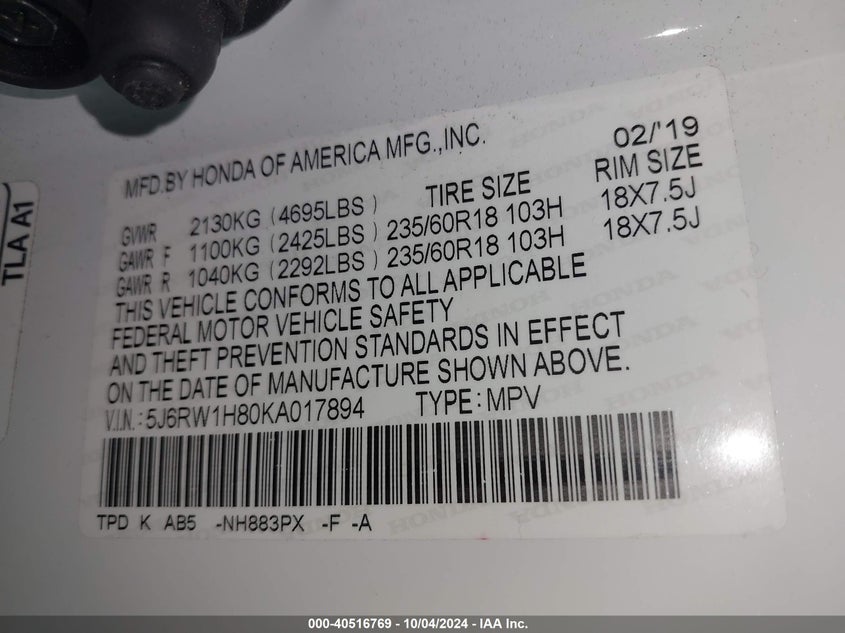 MFD.BY HONDA OF AMERICA MFG.,INC. 02/'19
TIRE SIZE RIM SIZE
GVWR 2130KG (4695LBS)
GAWR F 1100KG (2425LBS) 235/60R18 103H 18X7.5J
GAWR R 1040KG (2292LBS) 235/60R18 103H 18X7.5J
THIS VEHICLE CONFORMS TO ALL APPLICABLE
FEDERAL MOTOR VEHICLE SAFETY
AND THEFT PREVENTION STANDARDS IN EFFECT
ON THE DATE OF MANUFACTURE SHOWN ABOVE.
V.I.N.:5J6RW1H80KA017894 TYPE:MPV
TPD K AB5 -NH883PX -F -A
TLA A1
000-40516769 - 10/04/2024 - IAA Inc.